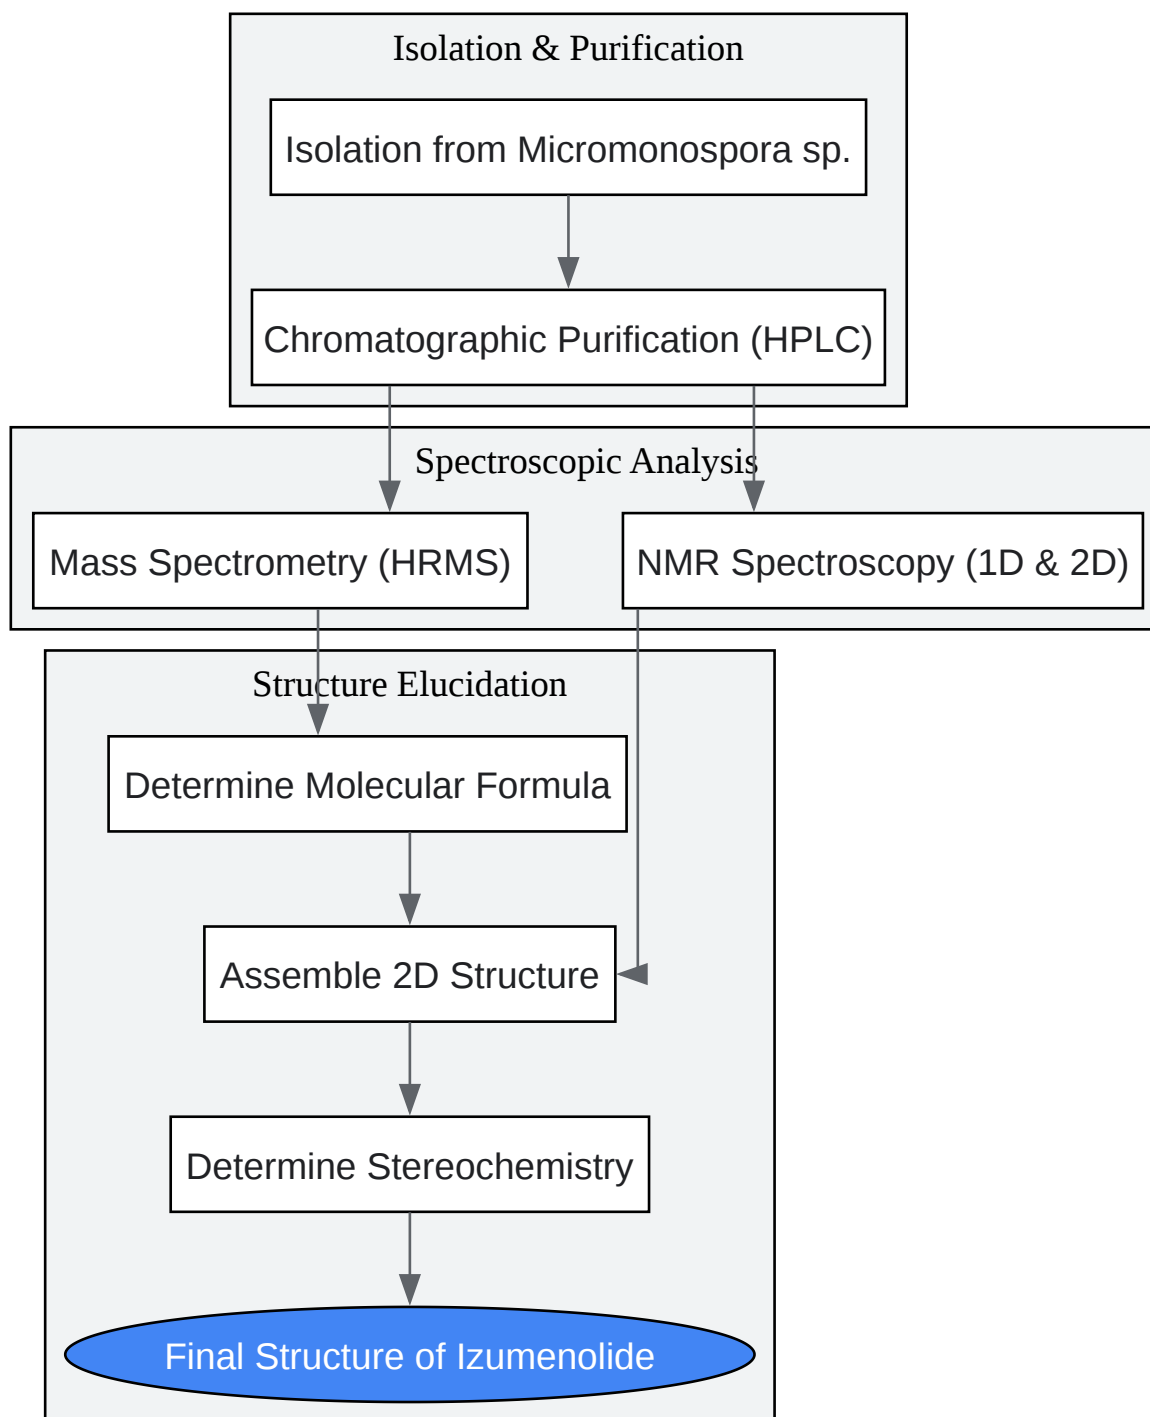 Isolation & Purification
Isolation from Micromonospora sp.
Chromatographic Purification (HPLC)
Spectroscopic Analysis
Mass Spectrometry (HRMS)
NMR Spectroscopy (1D & 2D)
Structure Elucidation
Determine Molecular Formula
Assemble 2D Structure
Determine Stereochemistry
Final Structure of Izumenolide